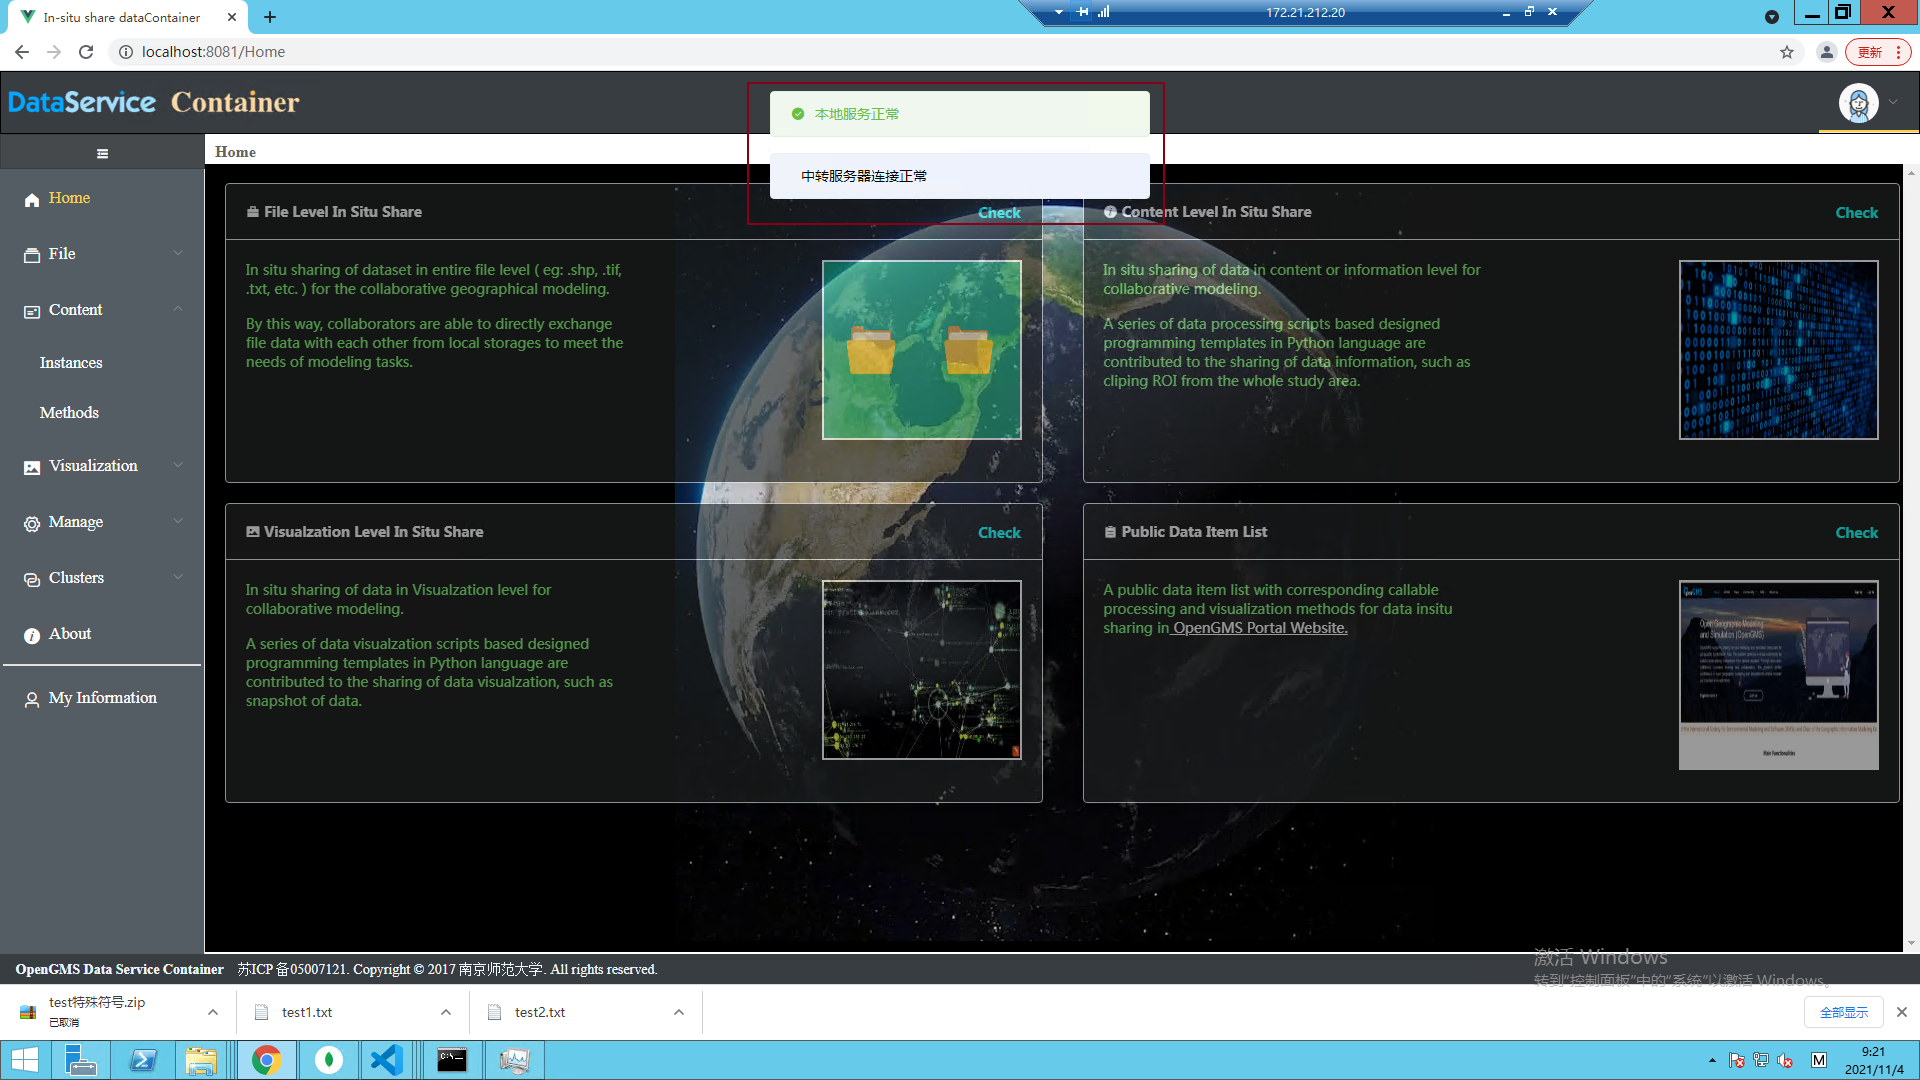 In-situ share dataContainer
172.21.212.20
localhost:8081/Home
更新
DataService Container
本地服务正常
中转服务器连接正常
Home
Home
File
Content
Instances
Methods
Visualization
Manage
Clusters
About
My Information
File Level In Situ Share
Check
In situ sharing of dataset in entire file level ( eg: .shp, .tif,
.txt, etc. ) for the collaborative geographical modeling.
By this way, collaborators are able to directly exchange
file data with each other from local storages to meet the
needs of modeling tasks.
Content Level In Situ Share
Check
In situ sharing of data in content or information level for
collaborative modeling.
A series of data processing scripts based designed
programming templates in Python language are
contributed to the sharing of data information, such as
cliping ROI from the whole study area.
Visualzation Level In Situ Share
Check
In situ sharing of data in Visualzation level for
collaborative modeling.
A series of data visualzation scripts based designed
programming templates in Python language are
contributed to the sharing of data visualzation, such as
snapshot of data.
Public Data Item List
Check
A public data item list with corresponding callable
processing and visualization methods for data insitu
sharing in OpenGMS Portal Website.
Open Geographic Modeling
and Simulation (OpenGMS)
Main Functionalities
激活 Windows
转到“控制面板”中的“系统”以激活 Windows。
OpenGMS Data Service Container 苏ICP 备05007121. Copyright © 2017 南京师范大学. All rights reserved.
test特殊符号.zip
已取消
test1.txt
test2.txt
全部显示
C:\
M
9:21
2021/11/4